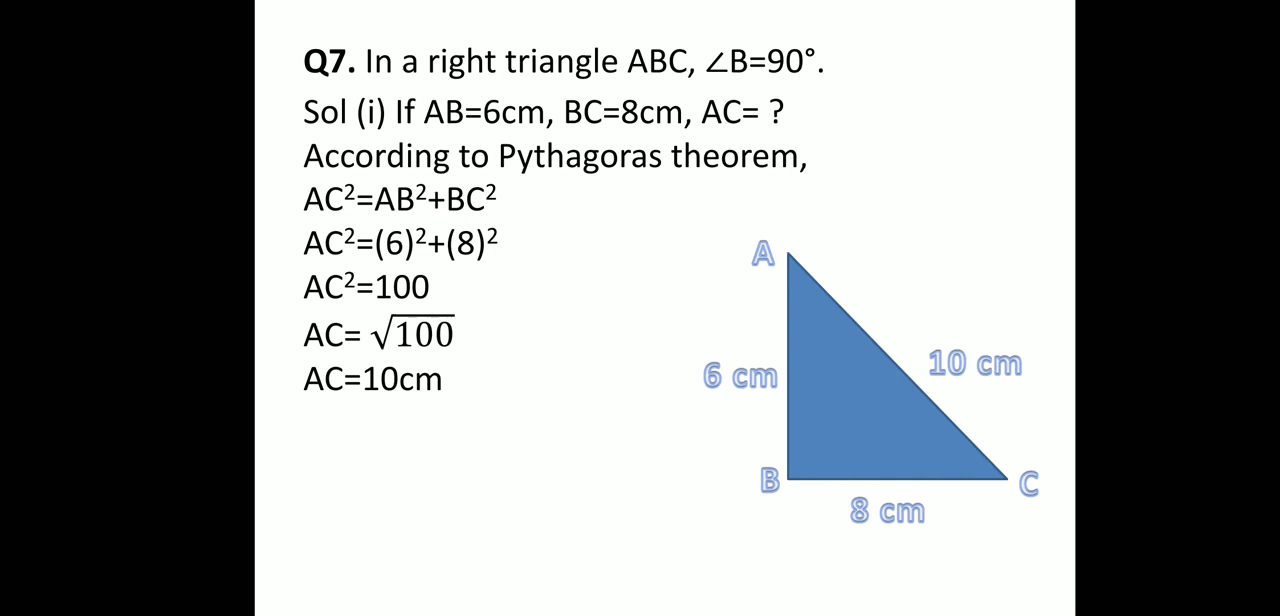 Q7. In a right triangle ABC, ∠B=90°.
Sol (i) If AB=6cm, BC=8cm, AC= ?
According to Pythagoras theorem,
AC²=AB²+BC²
AC²=(6)²+(8)²
AC²=100
AC= √100
AC=10cm
A
10 cm
6 cm
B
C
8 cm